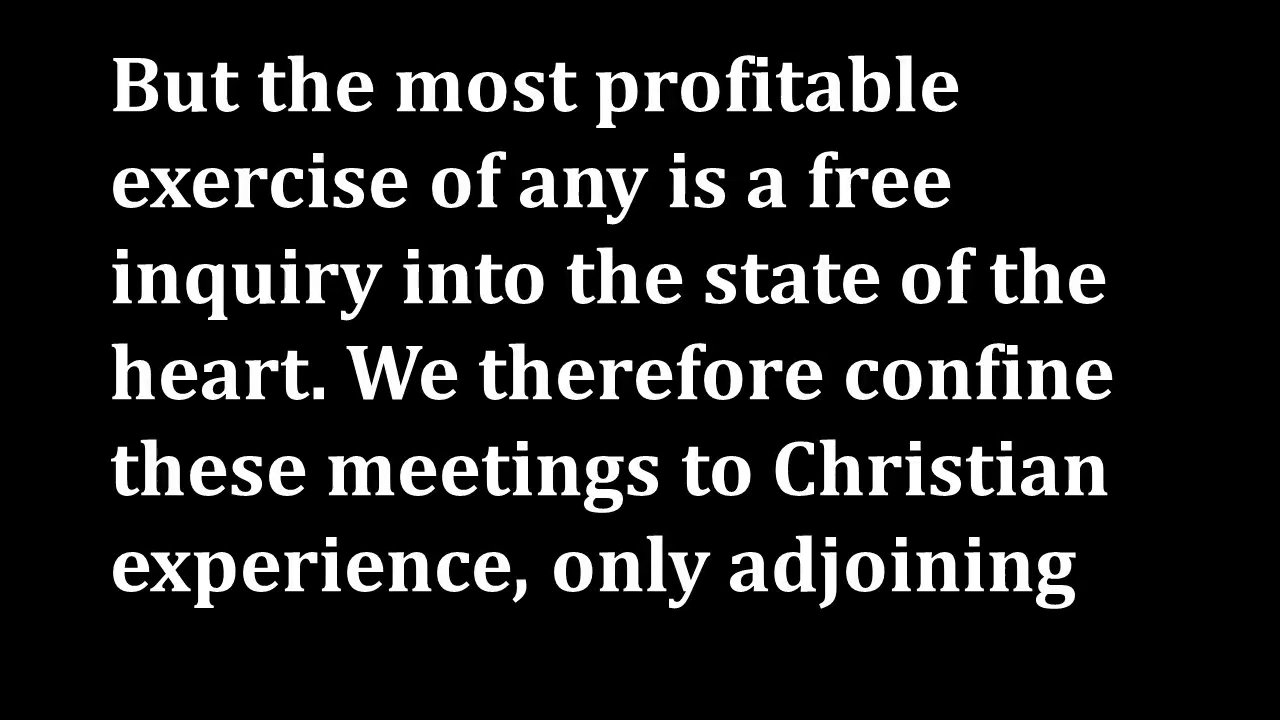 But the most profitable
exercise of any is a free
inquiry into the state of the
heart. We therefore confine
these meetings to Christian
experience, only adjoining